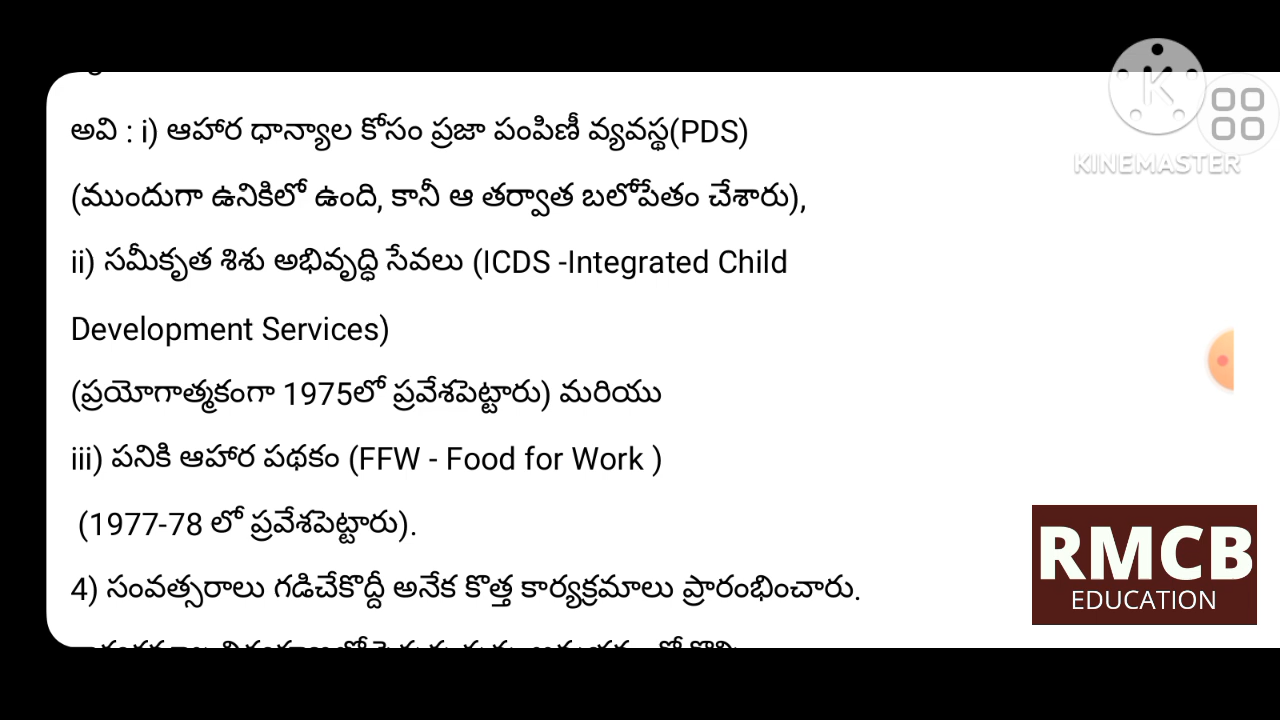 అవి : i) ఆహార ధాన్యాల కోసం ప్రజా పంపిణీ వ్యవస్థ(PDS)
(ముందుగా ఉనికిలో ఉంది, కానీ ఆ తర్వాత బలోపేతం చేశారు),
ii) సమీకృత శిశు అభివృద్ధి సేవలు (ICDS -Integrated Child
Development Services)
(ప్రయోగాత్మకంగా 1975లో ప్రవేశపెట్టారు) మరియు
iii) పనికి ఆహార పథకం (FFW - Food for Work )
(1977-78 లో ప్రవేశపెట్టారు).
4) సంవత్సరాలు గడిచేకొద్దీ అనేక కొత్త కార్యక్రమాలు ప్రారంభించారు.
KINEMASTER
RMCB
EDUCATION